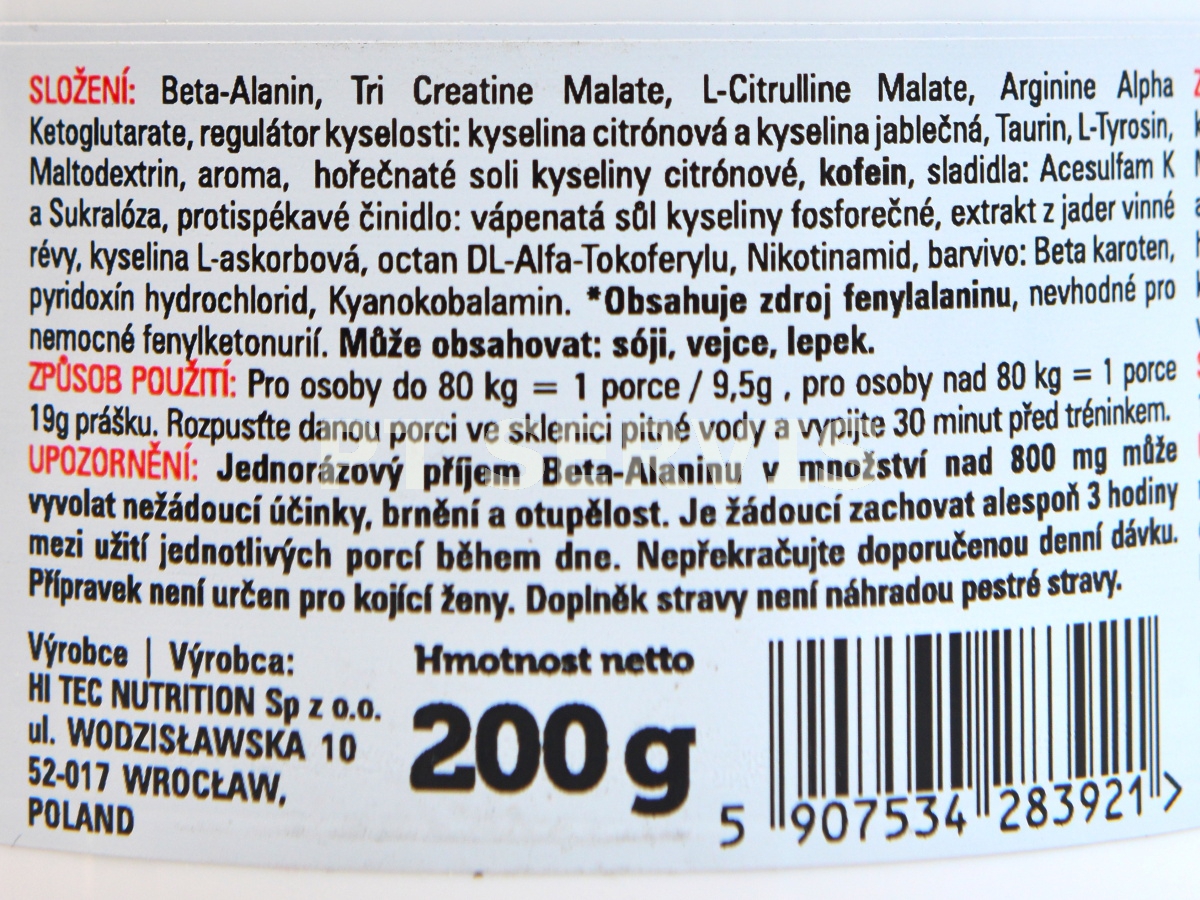 SLOŽENÍ: Beta-Alanin, Tri Creatine Malate, L-Citrulline Malate, Arginine Alpha
Ketoglutarate, regulátor kyselosti: kyselina citrónová a kyselina jablečná, Taurin, L-Tyrosin,
Maltodextrin, aroma, hořečnaté soli kyseliny citrónové, kofein, sladidla: Acesulfam K
a Sukralóza, protispékavé činidlo: vápenatá sůl kyseliny fosforečné, extrakt z jader vinné
révy, kyselina L-askorbová, octan DL-Alfa-Tokoferylu, Nikotinamid, barvivo: Beta karoten,
pyridoxín hydrochlorid, Kyanokobalamin. *Obsahuje zdroj fenylalaninu, nevhodné pro
nemocné fenylketonurií. Může obsahovat: sóji, vejce, lepek.
ZPŮSOB POUŽITÍ: Pro osoby do 80 kg = 1 porce / 9,5g , pro osoby nad 80 kg = 1 porce
19g prášku. Rozpusťte danou porci ve sklenici pitné vody a vypijte 30 minut před tréninkem.
UPOZORNĚNÍ: Jednorázový příjem Beta-Alaninu v množství nad 800 mg může
vyvolat nežádoucí účinky, brnění a otupělost. Je žádoucí zachovat alespoň 3 hodiny
mezi užití jednotlivých porcí během dne. Nepřekračujte doporučenou denní dávku.
Přípravek není určen pro kojící ženy. Doplněk stravy není náhradou pestré stravy.
Výrobce | Výrobca:
HI TEC NUTRITION Sp z o.o.
ul. WODZISŁAWSKA 10
52-017 WROCŁAW,
POLAND
Hmotnost netto
200 g
5 907534 283921 >